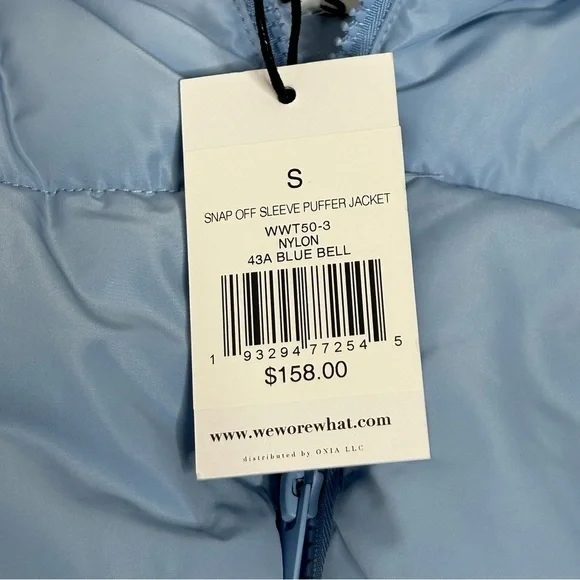 S
SNAP OFF SLEEVE PUFFER JACKET
WWT50-3
NYLON
43A BLUE BELL
1 93294 77254 5
$158.00
www.weworewhat.com
distributed by ONIA LLC